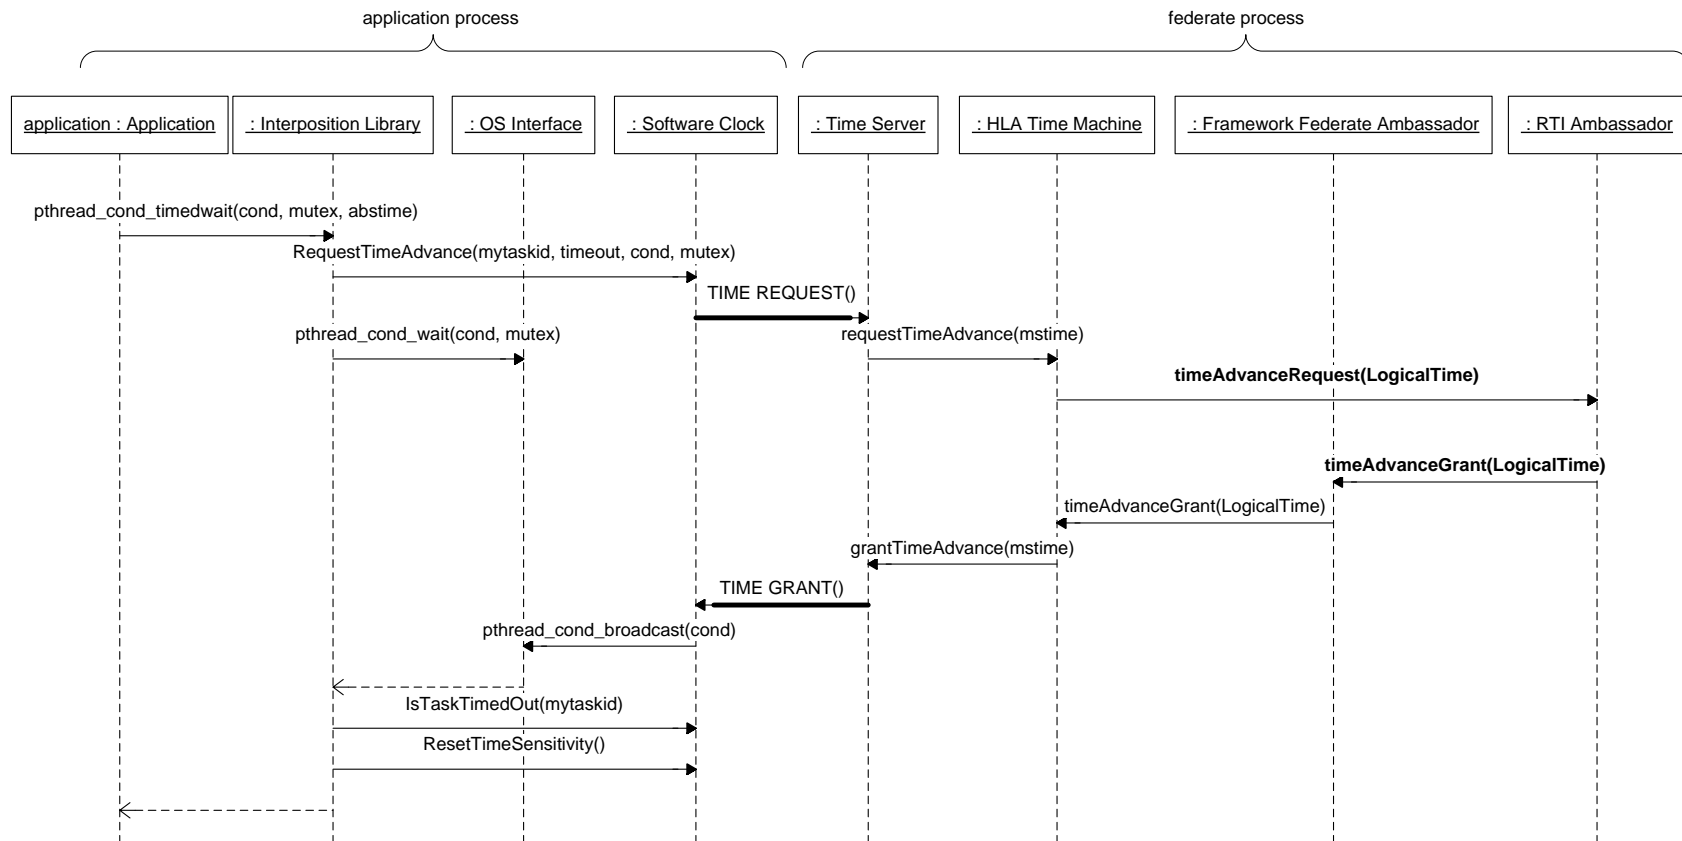 application process
federate process
application : Application
: Interposition Library
: OS Interface
: Software Clock
: Time Server
: HLA Time Machine
: Framework Federate Ambassador
: RTI Ambassador
pthread_cond_timedwait(cond, mutex, abstime)
RequestTimeAdvance(mytaskid, timeout, cond, mutex)
TIME REQUEST()
pthread_cond_wait(cond, mutex)
requestTimeAdvance(mstime)
timeAdvanceRequest(LogicalTime)
timeAdvanceGrant(LogicalTime)
timeAdvanceGrant(LogicalTime)
grantTimeAdvance(mstime)
TIME GRANT()
pthread_cond_broadcast(cond)
IsTaskTimedOut(mytaskid)
ResetTimeSensitivity()